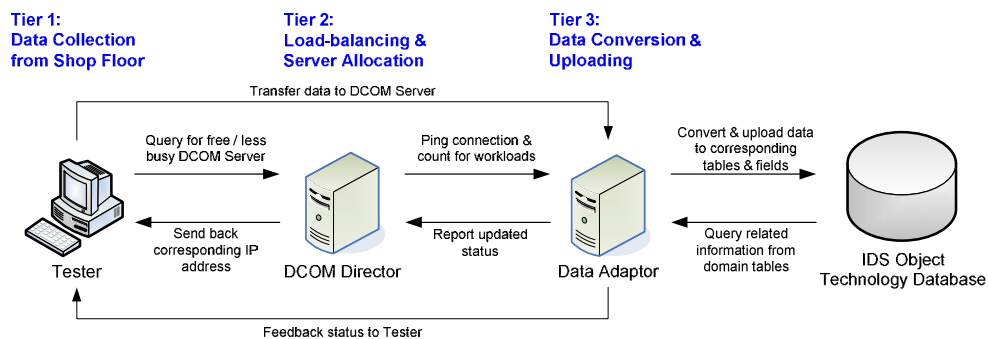 Tier 1:
Data Collection
from Shop Floor
Tier 2:
Load-balancing &
Server Allocation
Tier 3:
Data Conversion &
Uploading
Transfer data to DCOM Server
Query for free / less
busy DCOM Server
Ping connection &
count for workloads
Convert & upload data
to corresponding
tables & fields
Send back
corresponding IP
address
Report updated
status
Query related
information from
domain tables
Tester
DCOM Director
Data Adaptor
IDS Object
Technology Database
Feedback status to Tester